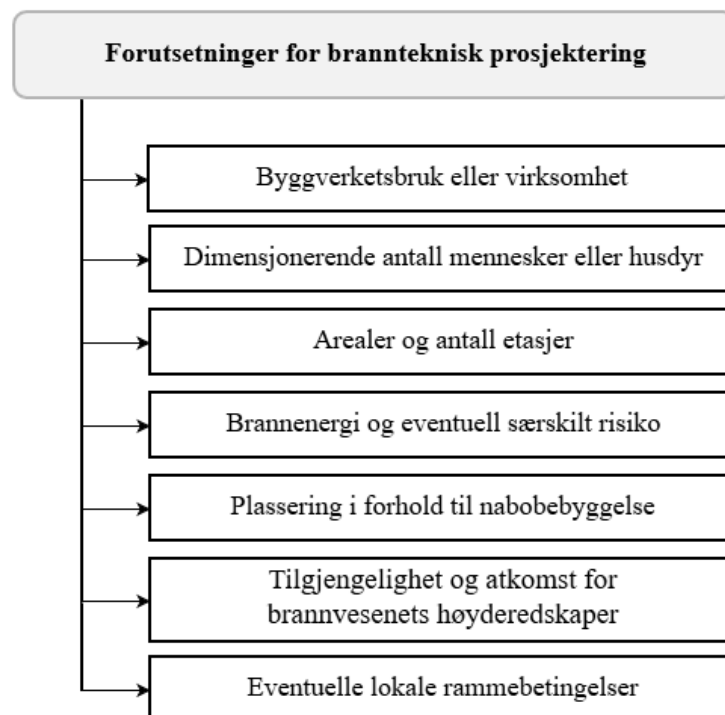 Forutsetninger for brannteknisk prosjektering
Byggverketsbruk eller virksomhet
Dimensjonerende antall mennesker eller husdyr
Arealer og antall etasjer
Brannenergi og eventuell særskilt risiko
Plassering i forhold til nabobebyggelse
Tilgjengelighet og atkomst for
brannvesenets høyderedskaper
Eventuelle lokale rammebetingelser